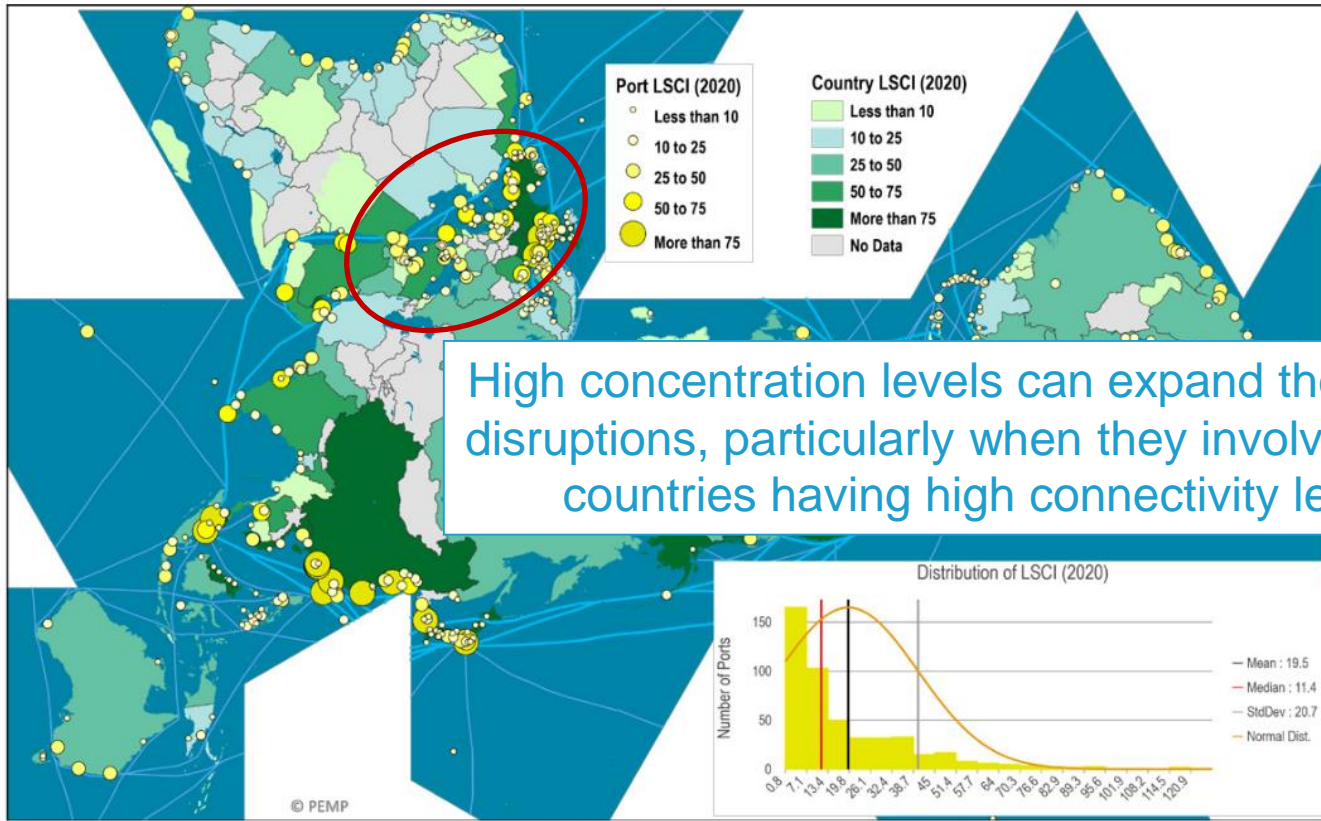 Port LSCI (2020)
Less than 10
10 to 25
25 to 50
50 to 75
More than 75
Country LSCI (2020)
Less than 10
10 to 25
25 to 50
50 to 75
More than 75
No Data
High concentration levels can expand the
disruptions, particularly when they involv
countries having high connectivity le
Distribution of LSCI (2020)
Number of Ports
150
100
50
0
0.8 7.1 13.4 19.8 26.1 32.4 38.7 45 51.4 57.7 64 70.3 76.6 82.9 89.3 95.6 101.9 108.2 114.5 120.9
Mean : 19.5
Median : 11.4
StdDev : 20.7
Normal Dist.
© PEMP